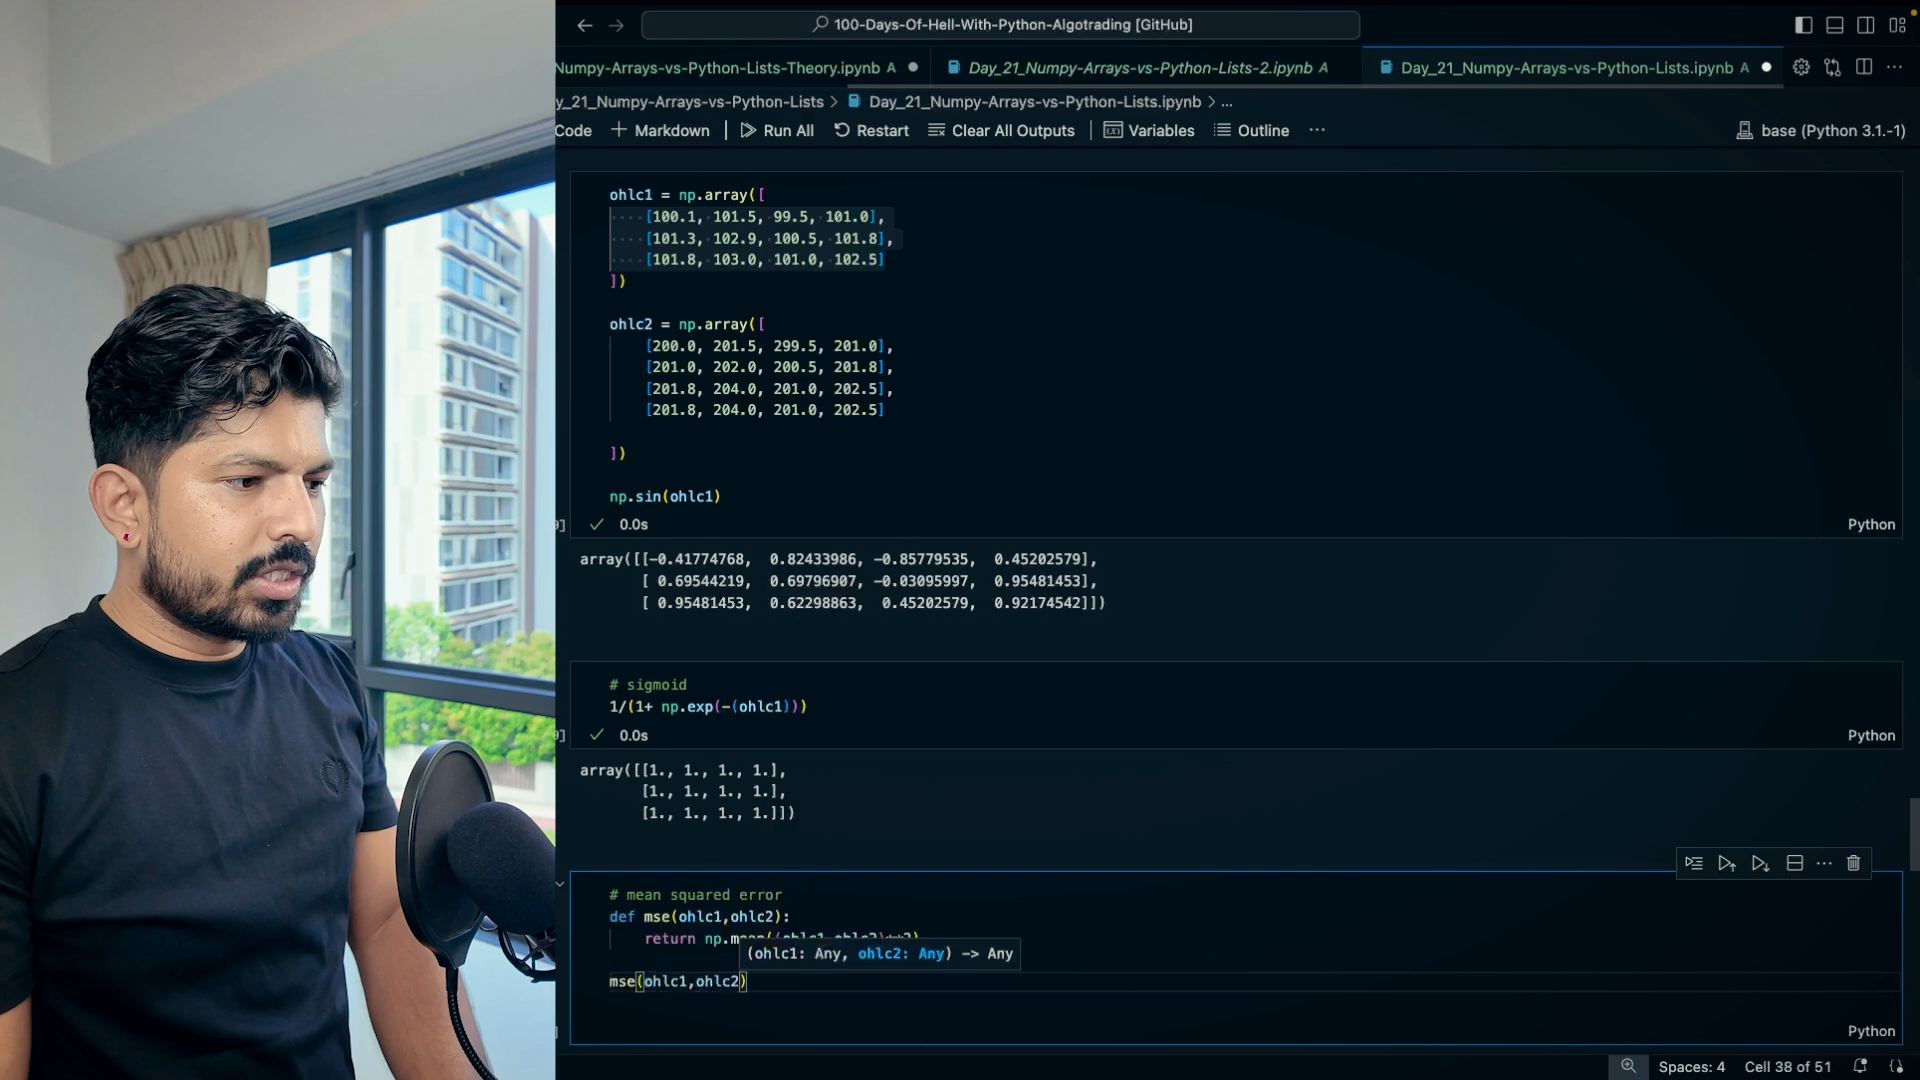 100-Days-Of-Hell-With-Python-Algotrading [GitHub]
Numpy-Arrays-vs-Python-Lists-Theory.ipynb A
Day_21_Numpy-Arrays-vs-Python-Lists-2.ipynb A
Day_21_Numpy-Arrays-vs-Python-Lists.ipynb A
y_21_Numpy-Arrays-vs-Python-Lists > Day_21_Numpy-Arrays-vs-Python-Lists.ipynb > ...
Code + Markdown | Run All Restart Clear All Outputs | Variables Outline ... base (Python 3.1.-1)
ohlc1 = np.array([
[100.1, 101.5, 99.5, 101.0],
[101.3, 102.9, 100.5, 101.8],
[101.8, 103.0, 101.0, 102.5]
])
ohlc2 = np.array([
[200.0, 201.5, 299.5, 201.0],
[201.0, 202.0, 200.5, 201.8],
[201.8, 204.0, 201.0, 202.5],
[201.8, 204.0, 201.0, 202.5]
])
np.sin(ohlc1)
0.0s Python
array([[-0.41774768, 0.82433986, -0.85779535, 0.45202579],
[ 0.69544219, 0.69796907, -0.03095997, 0.95481453],
[ 0.95481453, 0.62298863, 0.45202579, 0.92174542]])
# sigmoid
1/(1+ np.exp(-(ohlc1)))
0.0s Python
array([[1., 1., 1., 1.],
[1., 1., 1., 1.],
[1., 1., 1., 1.]])
# mean squared error
def mse(ohlc1,ohlc2):
return
(ohlc1: Any, ohlc2: Any) -> Any
mse(ohlc1,ohlc2)
Python
Spaces: 4 Cell 38 of 51